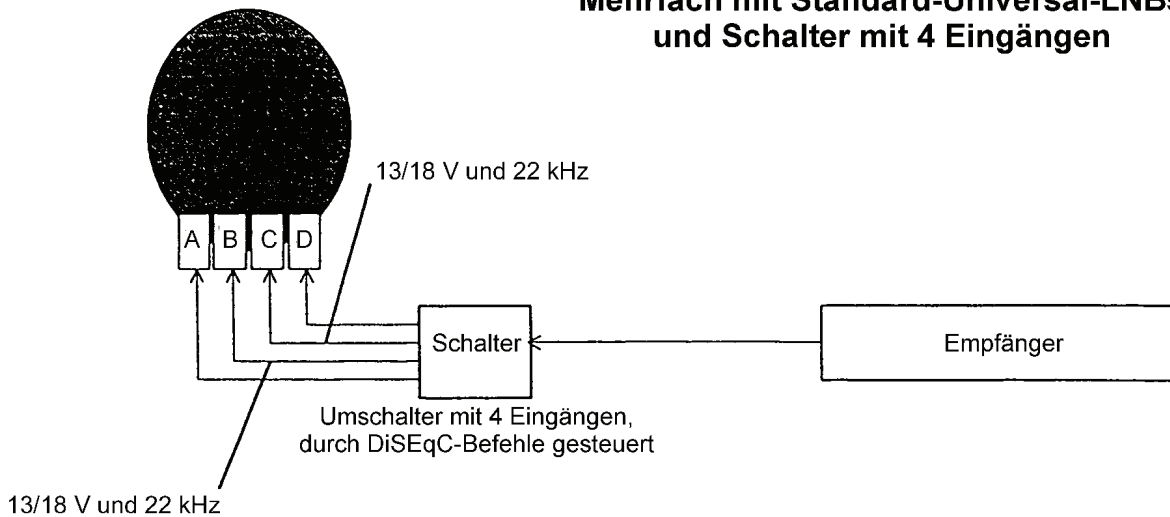 Mehrfach mit Standard-Universal-LNBs
und Schalter mit 4 Eingängen
13/18 V und 22 kHz
A B C D
Schalter
Empfänger
Umschalter mit 4 Eingängen,
durch DiSEqC-Befehle gesteuert
13/18 V und 22 kHz